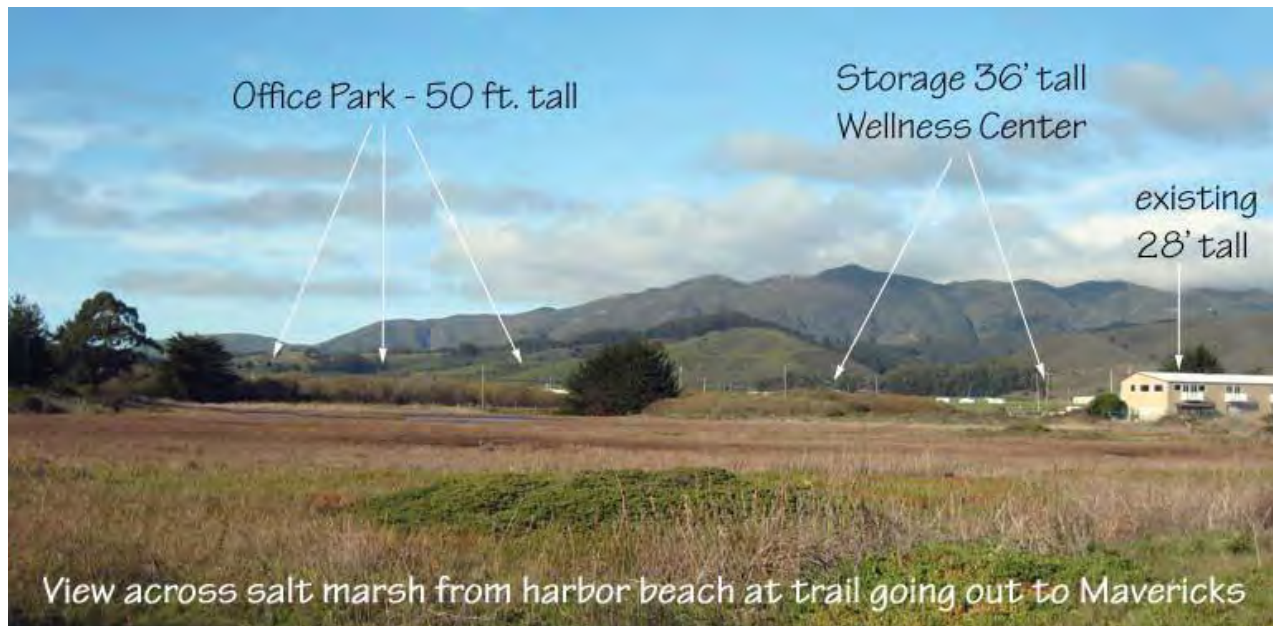 Office Park - 50 ft. tall
Storage 36' tall
Wellness Center
existing
28' tall
View across salt marsh from harbor beach at trail going out to Mavericks